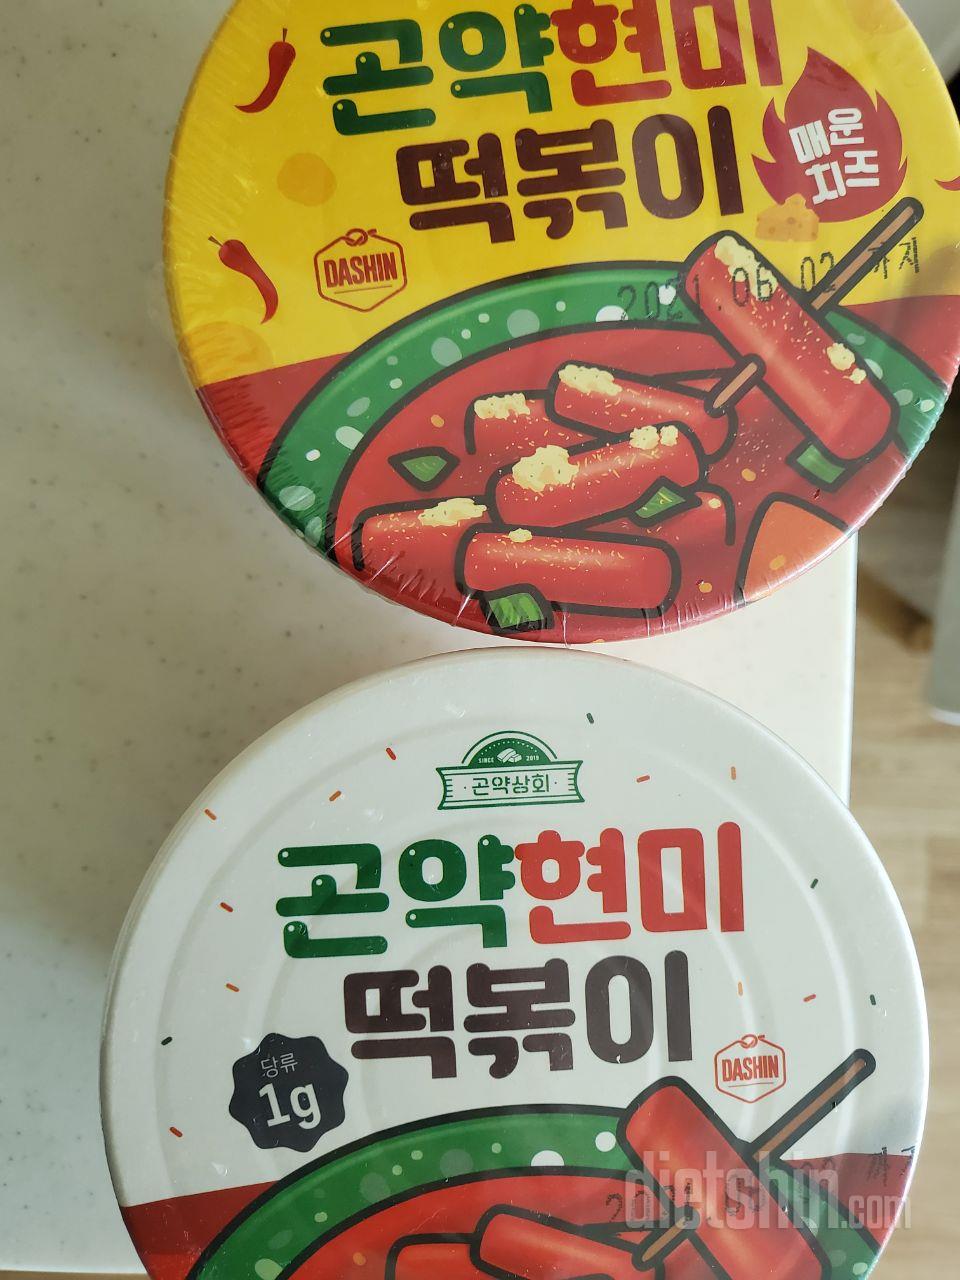 곤약현미
떡볶이
매운
치즈
DASHIN
2021.06.02 까지
SINCE 2019
곤약상회
곤약현미
떡볶이
당류
1g
DASHIN
dietshin.com